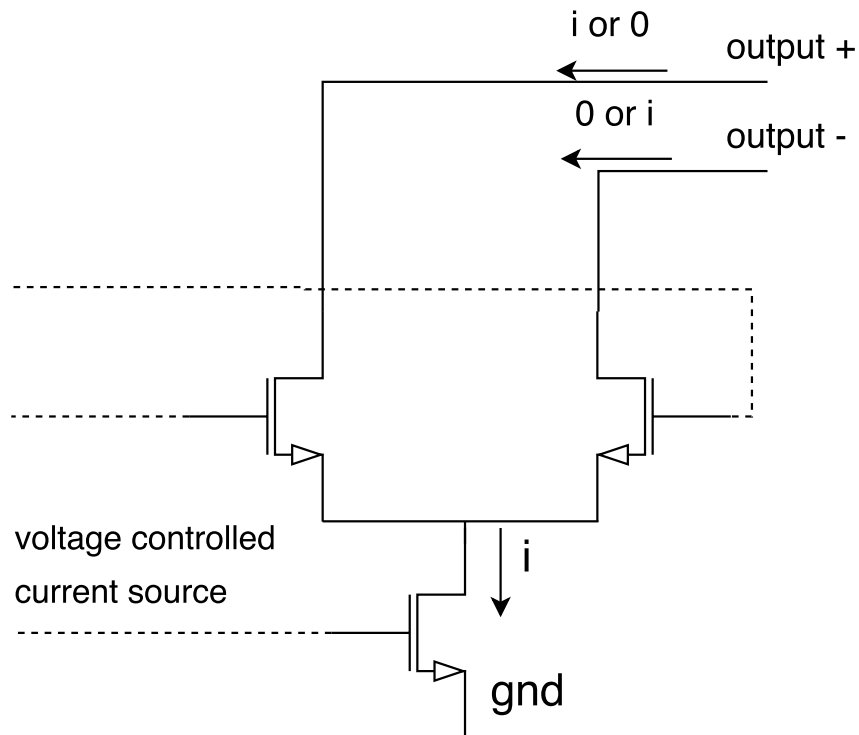 i or 0
output +
0 or i
output -
voltage controlled
current source
i
gnd